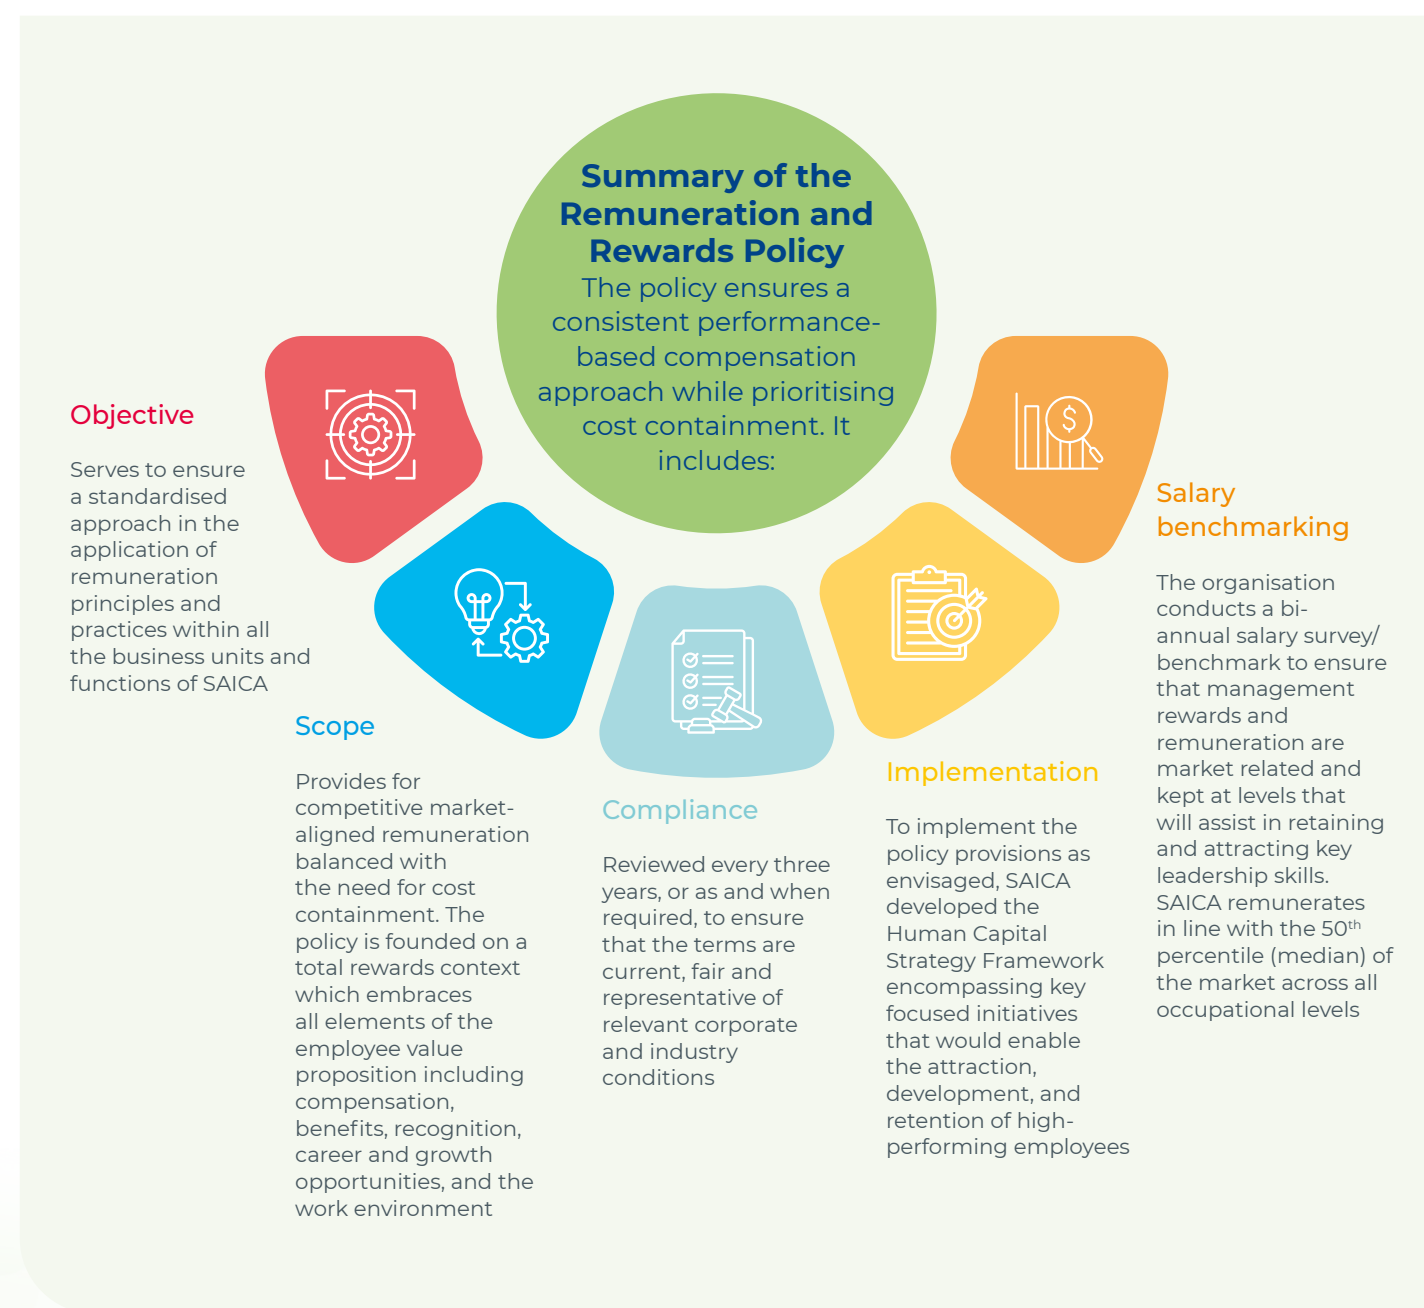 Summary of the
Remuneration and
Rewards Policy
The policy ensures a
consistent performance-
based compensation
approach while prioritising
cost containment. It
includes:
Objective
Serves to ensure
a standardised
approach in the
application of
remuneration
principles and
practices within all
the business units and
functions of SAICA
Scope
Provides for
competitive market-
aligned remuneration
balanced with
the need for cost
containment. The
policy is founded on a
total rewards context
which embraces
all elements of the
employee value
proposition including
compensation,
benefits, recognition,
career and growth
opportunities, and the
work environment
Compliance
Reviewed every three
years, or as and when
required, to ensure
that the terms are
current, fair and
representative of
relevant corporate
and industry
conditions
Implementation
To implement the
policy provisions as
envisaged, SAICA
developed the
Human Capital
Strategy Framework
encompassing key
focused initiatives
that would enable
the attraction,
development, and
retention of high-
performing employees
$
Salary
benchmarking
The organisation
conducts a bi-
annual salary survey/
benchmark to ensure
that management
rewards and
remuneration are
market related and
kept at levels that
will assist in retaining
and attracting key
leadership skills.
SAICA remunerates
in line with the 50th
percentile (median) of
the market across all
occupational levels